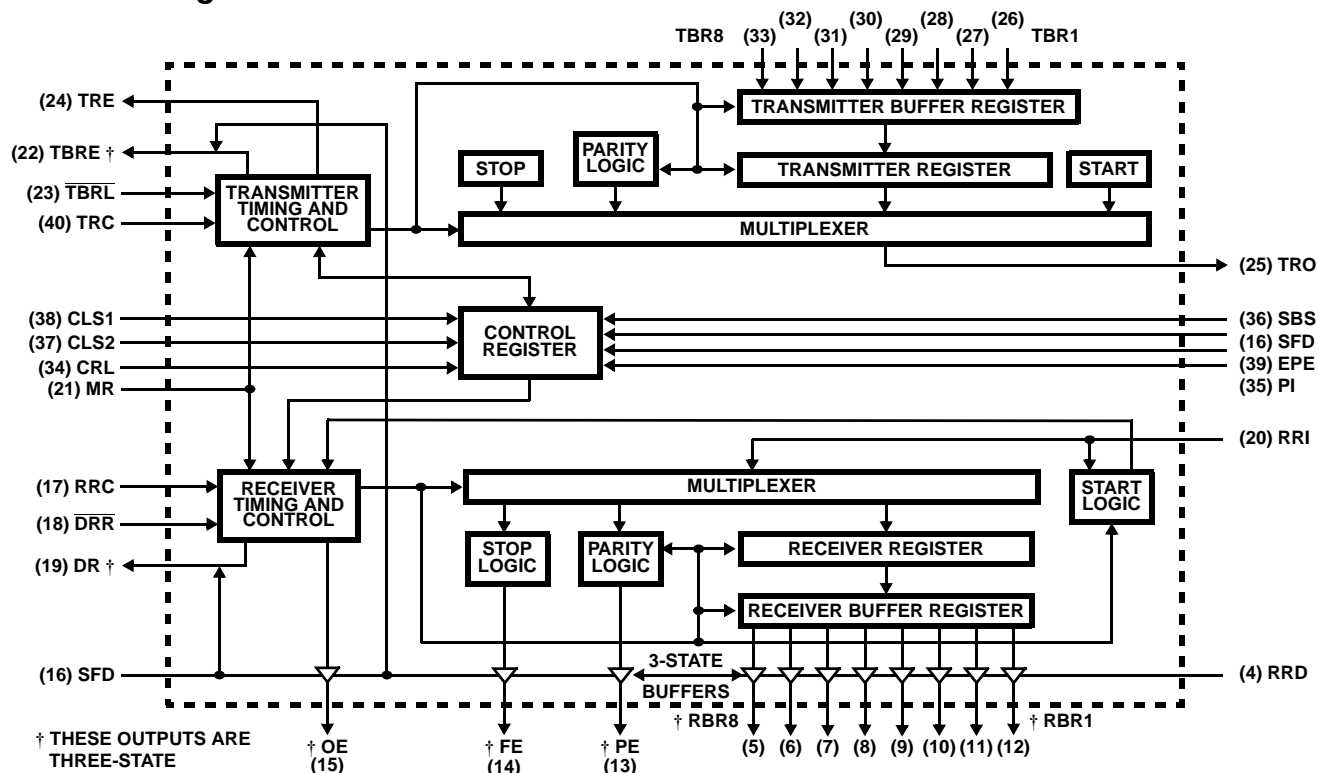 (32) (30) (28) (26)
TBR8 (33) (31) (29) (27) TBR1
(24) TRE
TRANSMITTER BUFFER REGISTER
(22) TBRE †
PARITY
LOGIC
STOP
TRANSMITTER REGISTER
START
(23) TBRL
TRANSMITTER
TIMING AND
CONTROL
(40) TRC
MULTIPLEXER
(25) TRO
(38) CLS1
(37) CLS2
(34) CRL
(21) MR
CONTROL
REGISTER
(36) SBS
(16) SFD
(39) EPE
(35) PI
(20) RRI
(17) RRC
(18) DRR
(19) DR †
RECEIVER
TIMING AND
CONTROL
MULTIPLEXER
START
LOGIC
STOP
LOGIC
PARITY
LOGIC
RECEIVER REGISTER
RECEIVER BUFFER REGISTER
(16) SFD
3-STATE
BUFFERS
(4) RRD
† RBR8
† RBR1
† THESE OUTPUTS ARE
THREE-STATE
† OE
(15)
† FE
(14)
† PE
(13)
(5) (6) (7) (8) (9) (10) (11) (12)